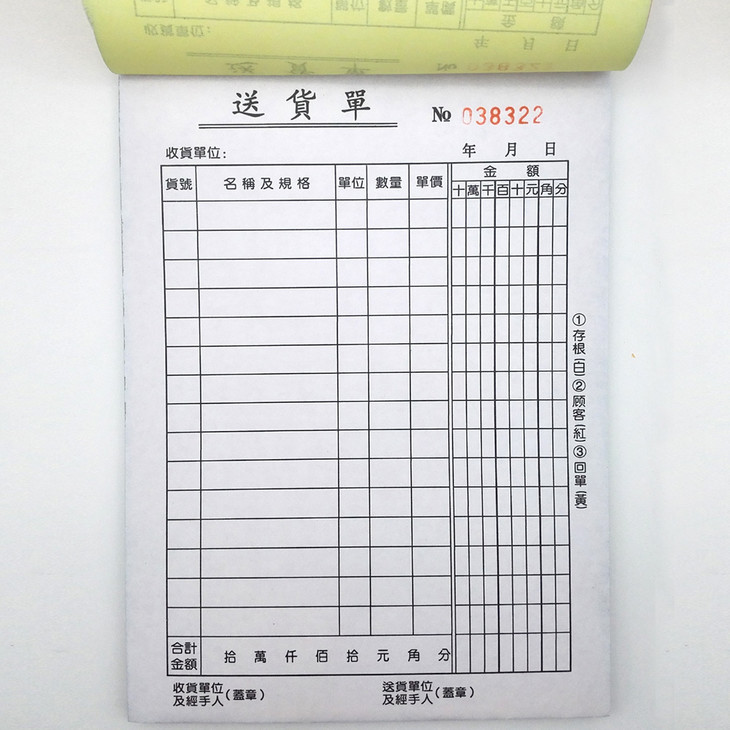 送貨單
№ 038322
收貨單位：
年 月 日
貨號 名稱及規格 單位 數量 單價 金額
十萬千百十元角分
①存根(白)②顾客(紅)③回單(黃)
合計金額 拾萬仟佰拾元角分
收貨單位及經手人(蓋章)
送貨單位及經手人(蓋章)